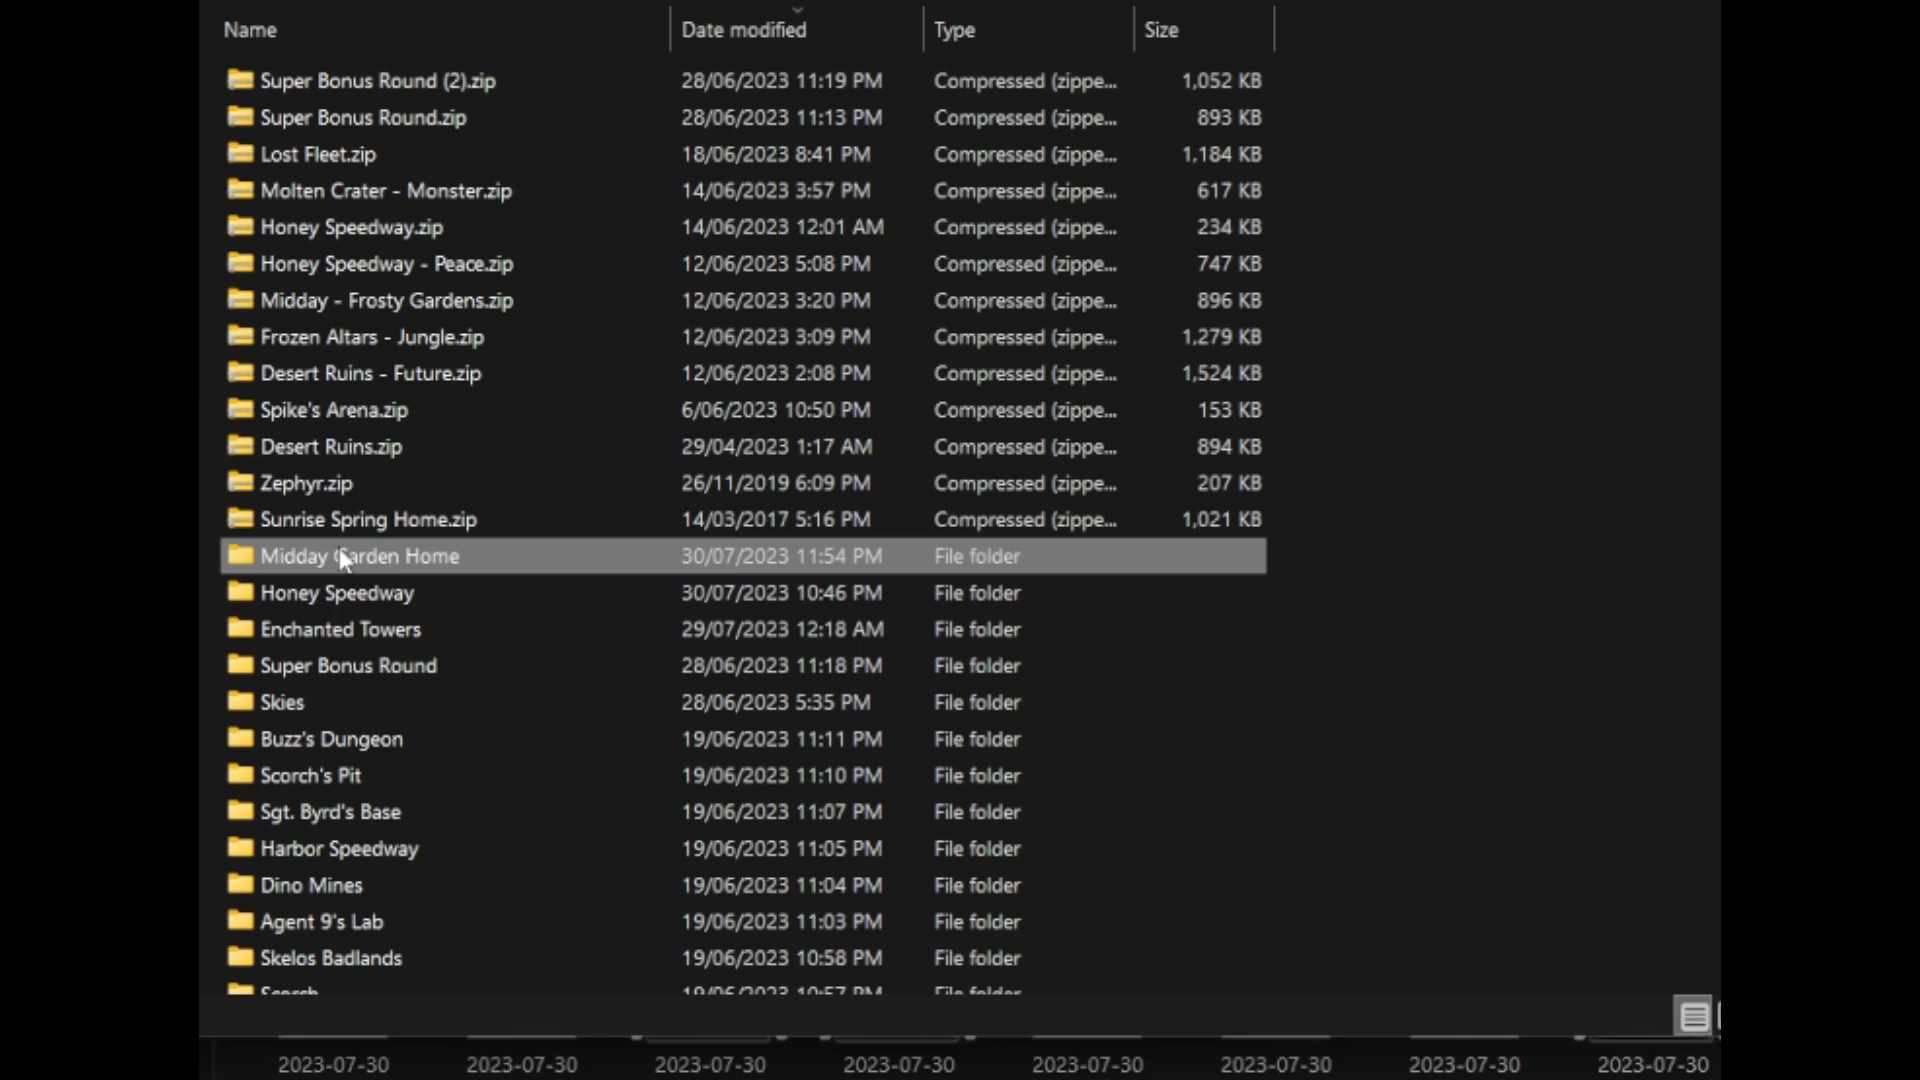 Name Date modified Type Size
Super Bonus Round (2).zip 28/06/2023 11:19 PM Compressed (zippe... 1,052 KB
Super Bonus Round.zip 28/06/2023 11:13 PM Compressed (zippe... 893 KB
Lost Fleet.zip 18/06/2023 8:41 PM Compressed (zippe... 1,184 KB
Molten Crater - Monster.zip 14/06/2023 3:57 PM Compressed (zippe... 617 KB
Honey Speedway.zip 14/06/2023 12:01 AM Compressed (zippe... 234 KB
Honey Speedway - Peace.zip 12/06/2023 5:08 PM Compressed (zippe... 747 KB
Midday - Frosty Gardens.zip 12/06/2023 3:20 PM Compressed (zippe... 896 KB
Frozen Altars - Jungle.zip 12/06/2023 3:09 PM Compressed (zippe... 1,279 KB
Desert Ruins - Future.zip 12/06/2023 2:08 PM Compressed (zippe... 1,524 KB
Spike's Arena.zip 6/06/2023 10:50 PM Compressed (zippe... 153 KB
Desert Ruins.zip 29/04/2023 1:17 AM Compressed (zippe... 894 KB
Zephyr.zip 26/11/2019 6:09 PM Compressed (zippe... 207 KB
Sunrise Spring Home.zip 14/03/2017 5:16 PM Compressed (zippe... 1,021 KB
Midday Garden Home 30/07/2023 11:54 PM File folder
Honey Speedway 30/07/2023 10:46 PM File folder
Enchanted Towers 29/07/2023 12:18 AM File folder
Super Bonus Round 28/06/2023 11:18 PM File folder
Skies 28/06/2023 5:35 PM File folder
Buzz's Dungeon 19/06/2023 11:11 PM File folder
Scorch's Pit 19/06/2023 11:10 PM File folder
Sgt. Byrd's Base 19/06/2023 11:07 PM File folder
Harbor Speedway 19/06/2023 11:05 PM File folder
Dino Mines 19/06/2023 11:04 PM File folder
Agent 9's Lab 19/06/2023 11:03 PM File folder
Skelos Badlands 19/06/2023 10:58 PM File folder
Scorch 19/06/2023 10:57 PM File folder
2023-07-30 2023-07-30 2023-07-30 2023-07-30 2023-07-30 2023-07-30 2023-07-30 2023-07-30